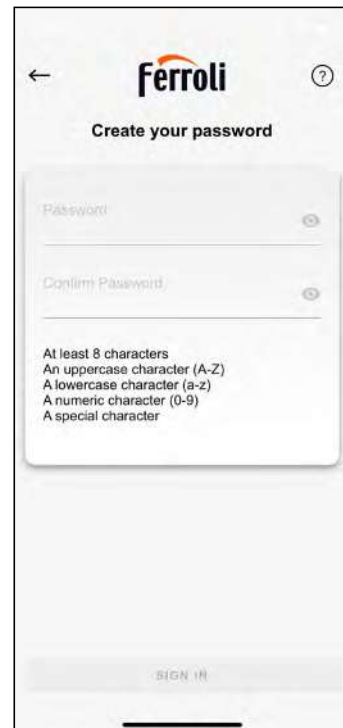 Ferroli
?
Create your password
Password
Confirm Password
At least 8 characters
An uppercase character (A-Z)
A lowercase character (a-z)
A numeric character (0-9)
A special character
SIGN IN